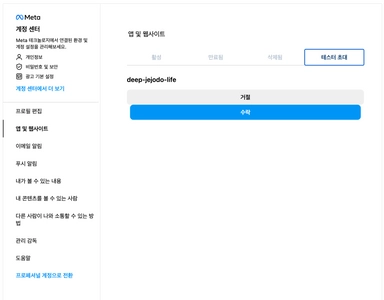 Meta
계정 센터
Meta 테크놀로지에서 연결된 환경 및
계정 설정을 관리해보세요.
개인정보
비밀번호 및 보안
광고 기본 설정
계정 센터에서 더 보기
프로필 편집
앱 및 웹사이트
이메일 알림
푸시 알림
내가 볼 수 있는 내용
내 콘텐츠를 볼 수 있는 사람
다른 사람이 나와 소통할 수 있는 방
법
관리 감독
도움말
프로페셔널 계정으로 전환
앱 및 웹사이트
활성
만료됨
삭제됨
테스터 초대
deep-jejodo-life
거절
수락